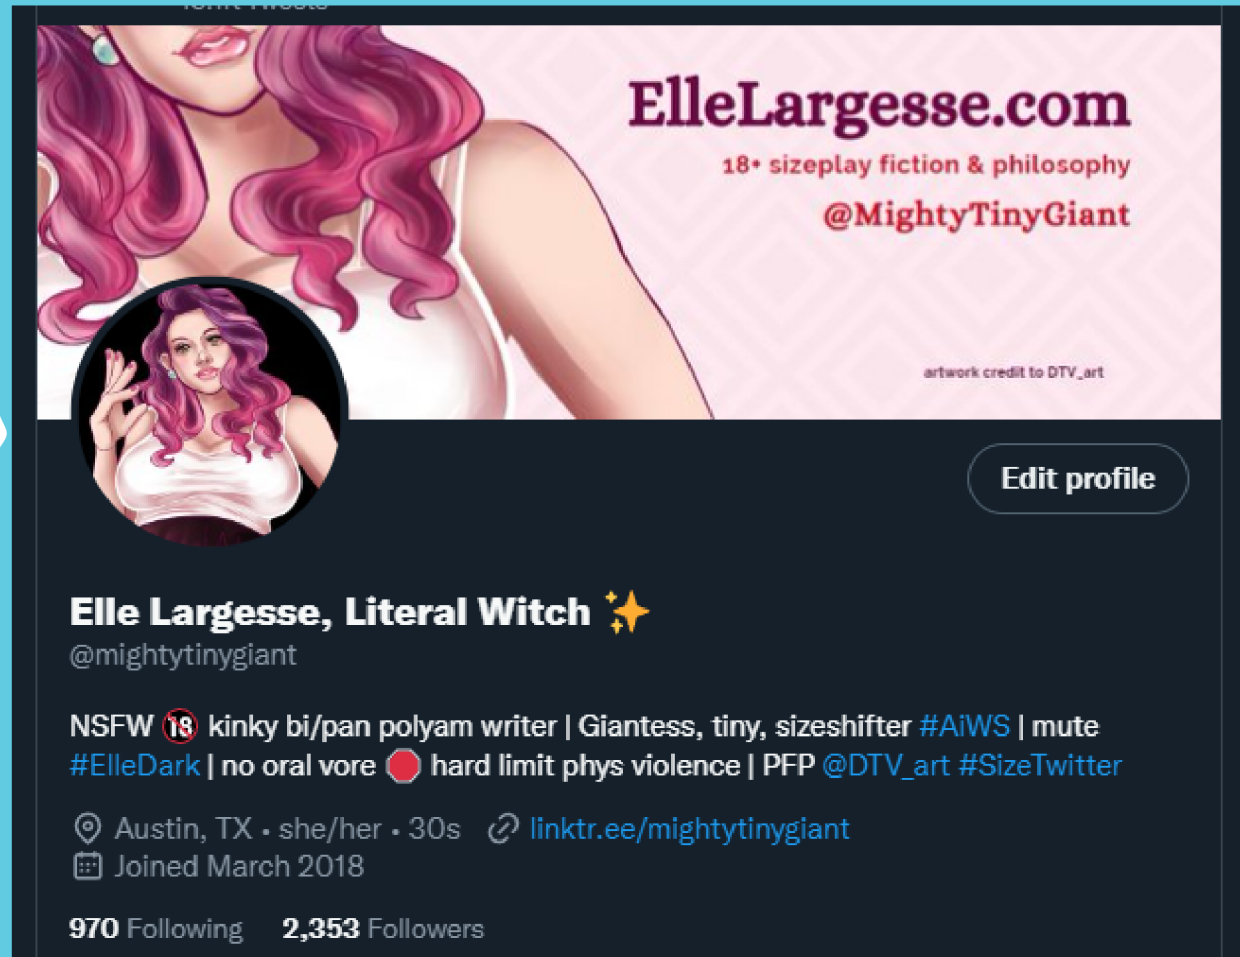 ElleLargesse.com
18+ sizeplay fiction & philosophy
@MightyTinyGiant
artwork credit to DTV_art
Edit profile
Elle Largesse, Literal Witch ✨
@mightytinygiant
NSFW 🔞 kinky bi/pan polyam writer | Giantess, tiny, sizeshifter #AiWS | mute
#ElleDark | no oral vore 🛑 hard limit phys violence | PFP @DTV_art #SizeTwitter
Austin, TX • she/her • 30s linktr.ee/mightytinygiant
Joined March 2018
970 Following 2,353 Followers